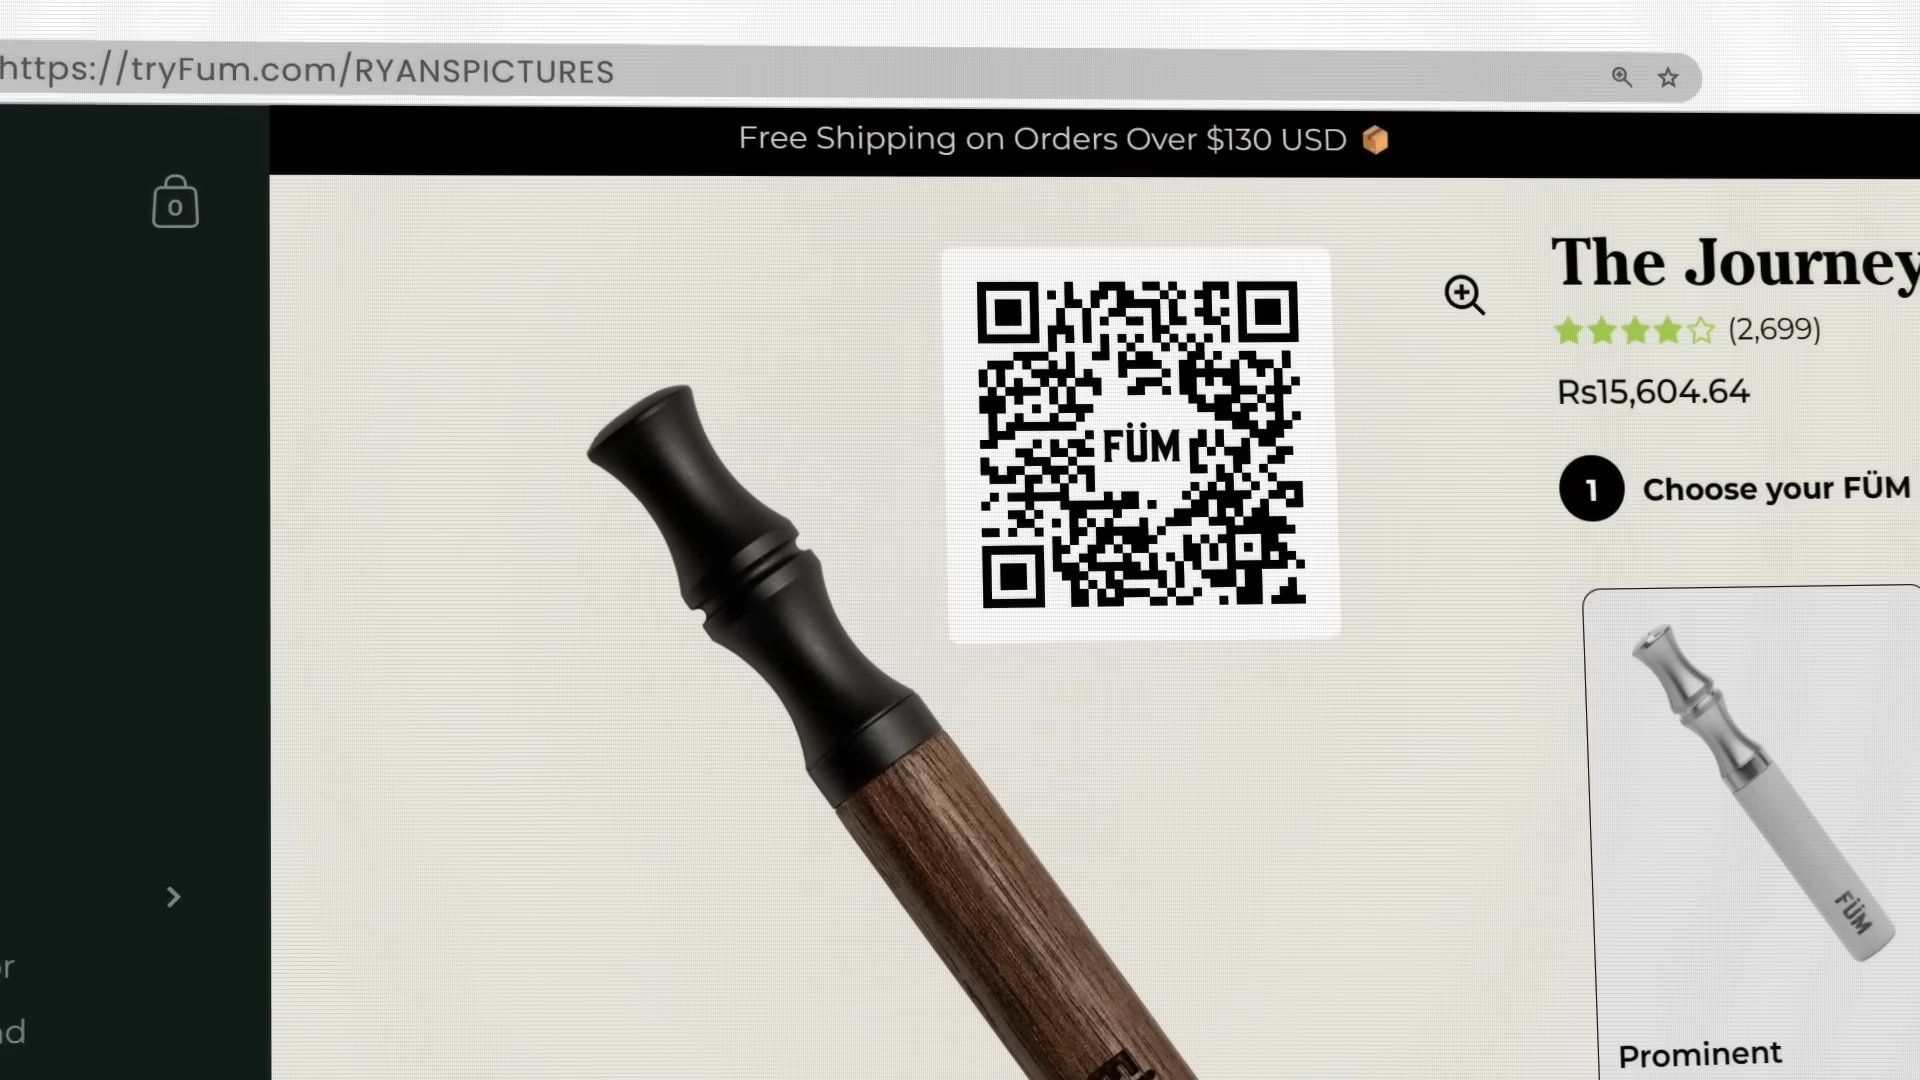 https://tryFum.com/RYANSPICTURES
Free Shipping on Orders Over $130 USD
0
The Journey
(2,699)
Rs15,604.64
1 Choose your FÜM
FÜM
FÜM
Prominent